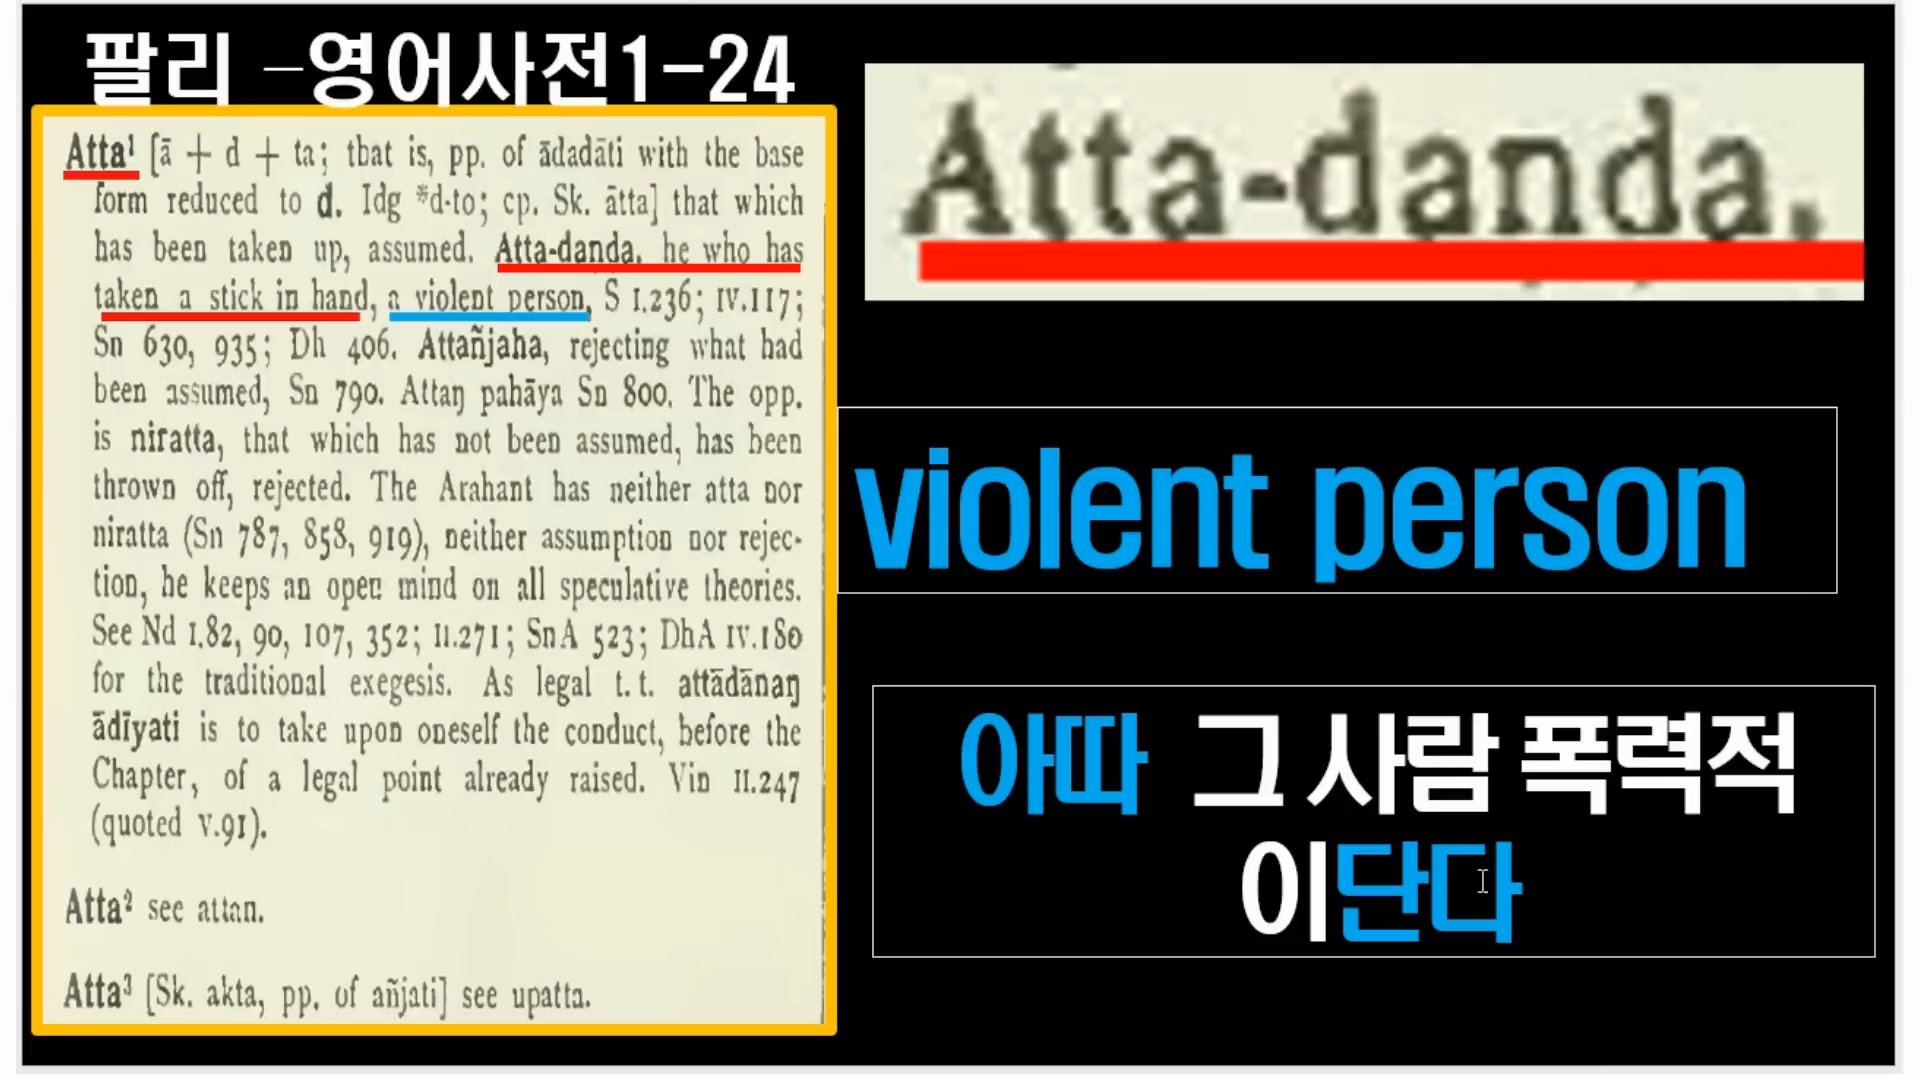 팔리 –영어사전1-24
Atta¹ [ā + d + ta; that is, pp. of ādadāti with the base
form reduced to d. Idg *d-to; cp. Sk. ātta] that which
has been taken up, assumed. Atta-daṇḍa, he who has
taken a stick in hand, a violent person, S I.236; IV.117;
Sn 630, 935; Dh 406. Attañjaha, rejecting what had
been assumed, Sn 790. Attaŋ pahāya Sn 800. The opp.
is niratta, that which has not been assumed, has been
thrown off, rejected. The Arahant has neither atta nor
niratta (Sn 787, 858, 919), neither assumption nor rejec-
tion, he keeps an open mind on all speculative theories.
See Nd I.82, 90, 107, 352; II.271; SnA 523; DhA IV.180
for the traditional exegesis. As legal t. t. attādānaŋ
ādīyati is to take upon oneself the conduct, before the
Chapter, of a legal point already raised. Vin II.247
(quoted V.91).
Atta² see attan.
Atta³ [Sk. akta, pp. of añjati] see upatta.
Atta-danda,
violent person
아따 그 사람 폭력적
이단다